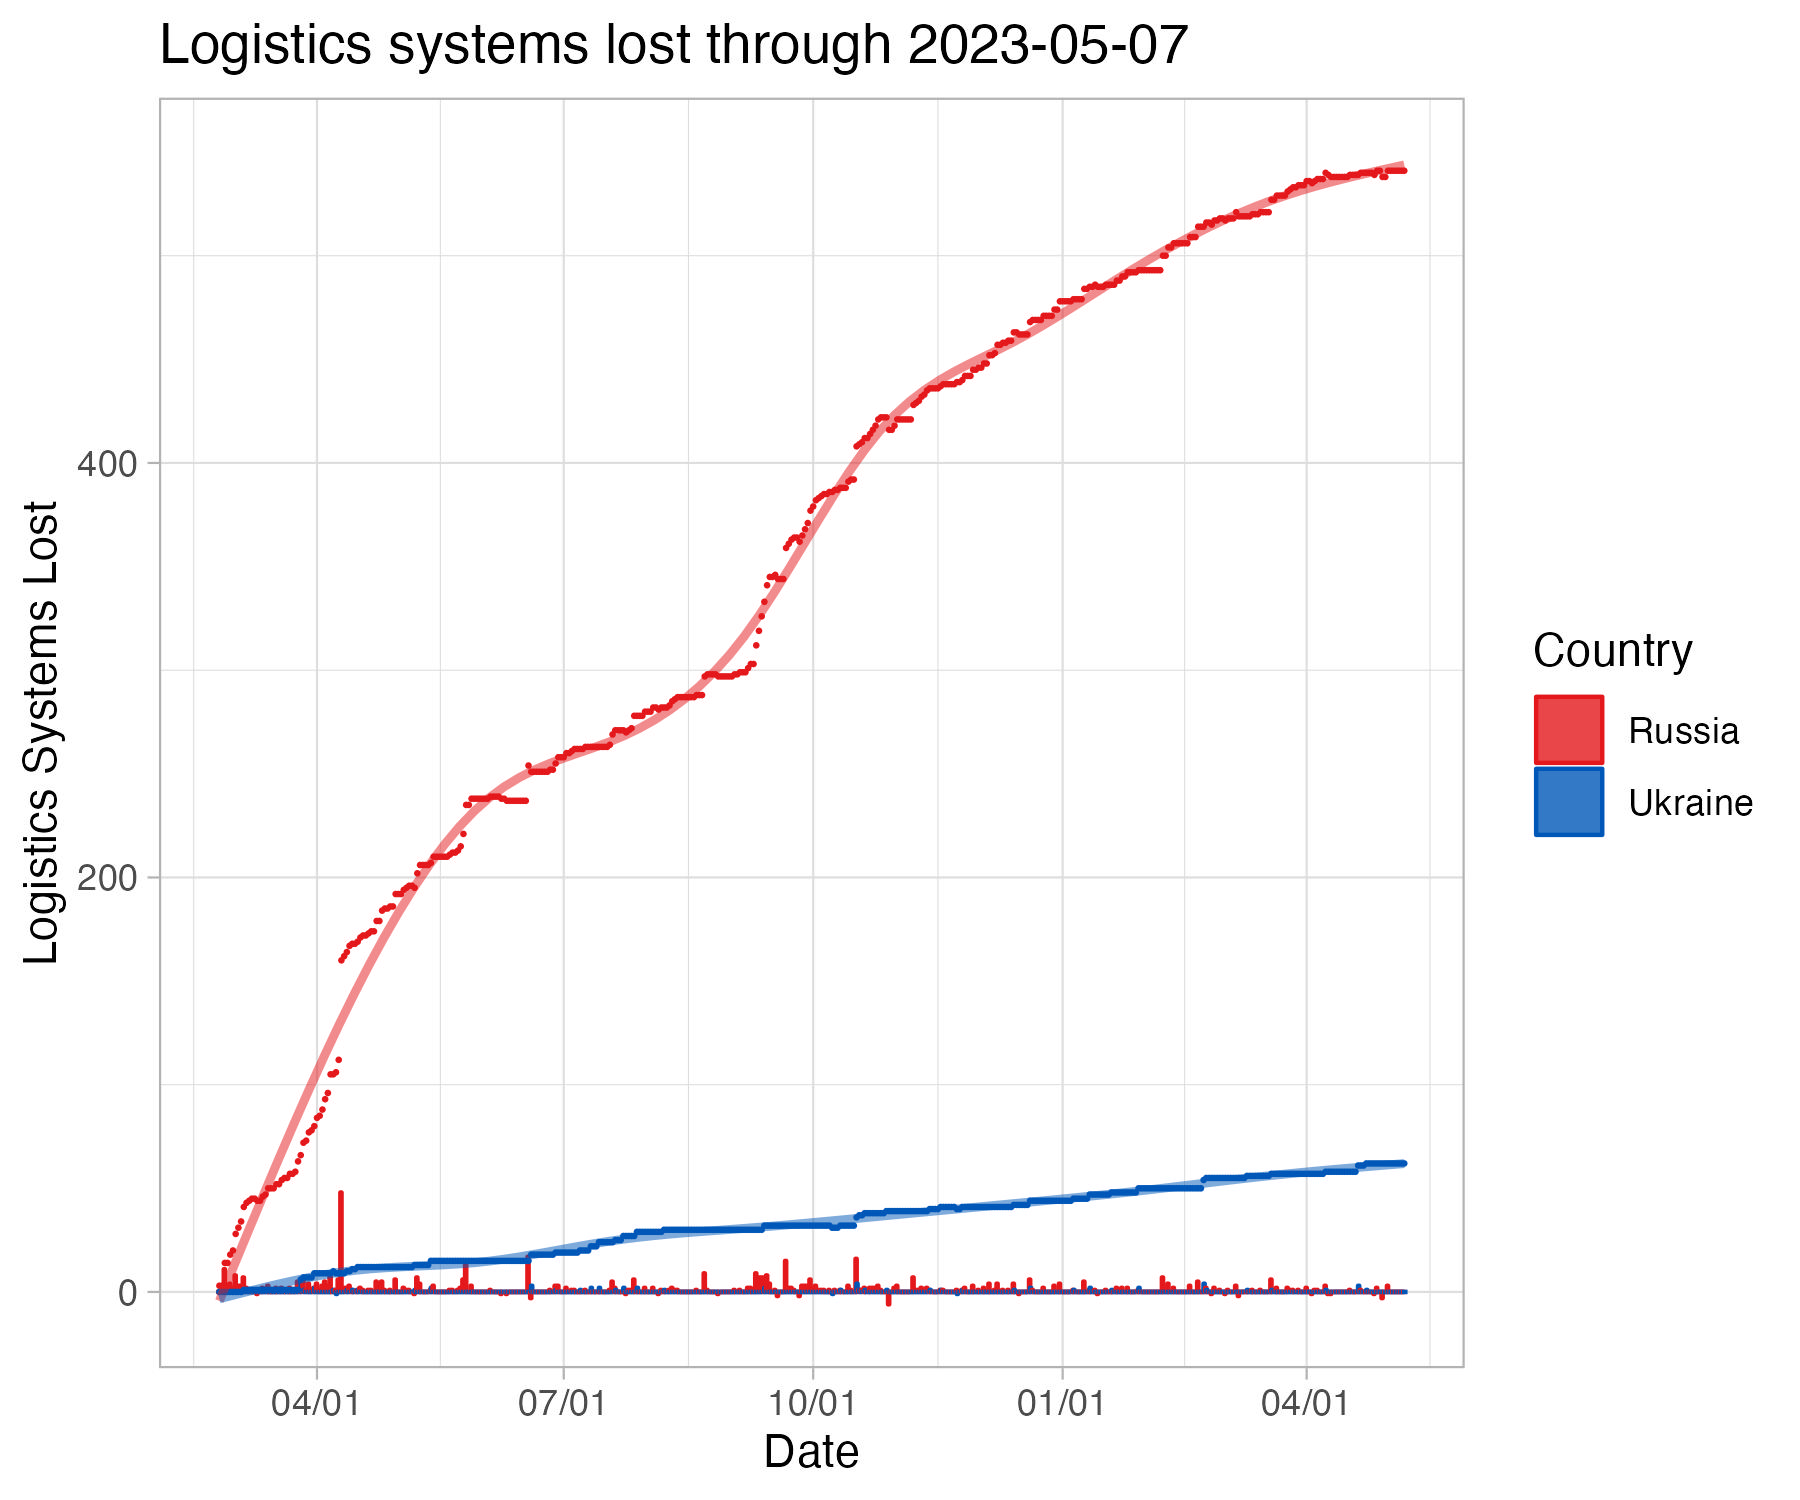 Logistics systems lost through 2023-05-07
Logistics Systems Lost
400
200
0
04/01
07/01
10/01
01/01
04/01
Date
Country
Russia
Ukraine